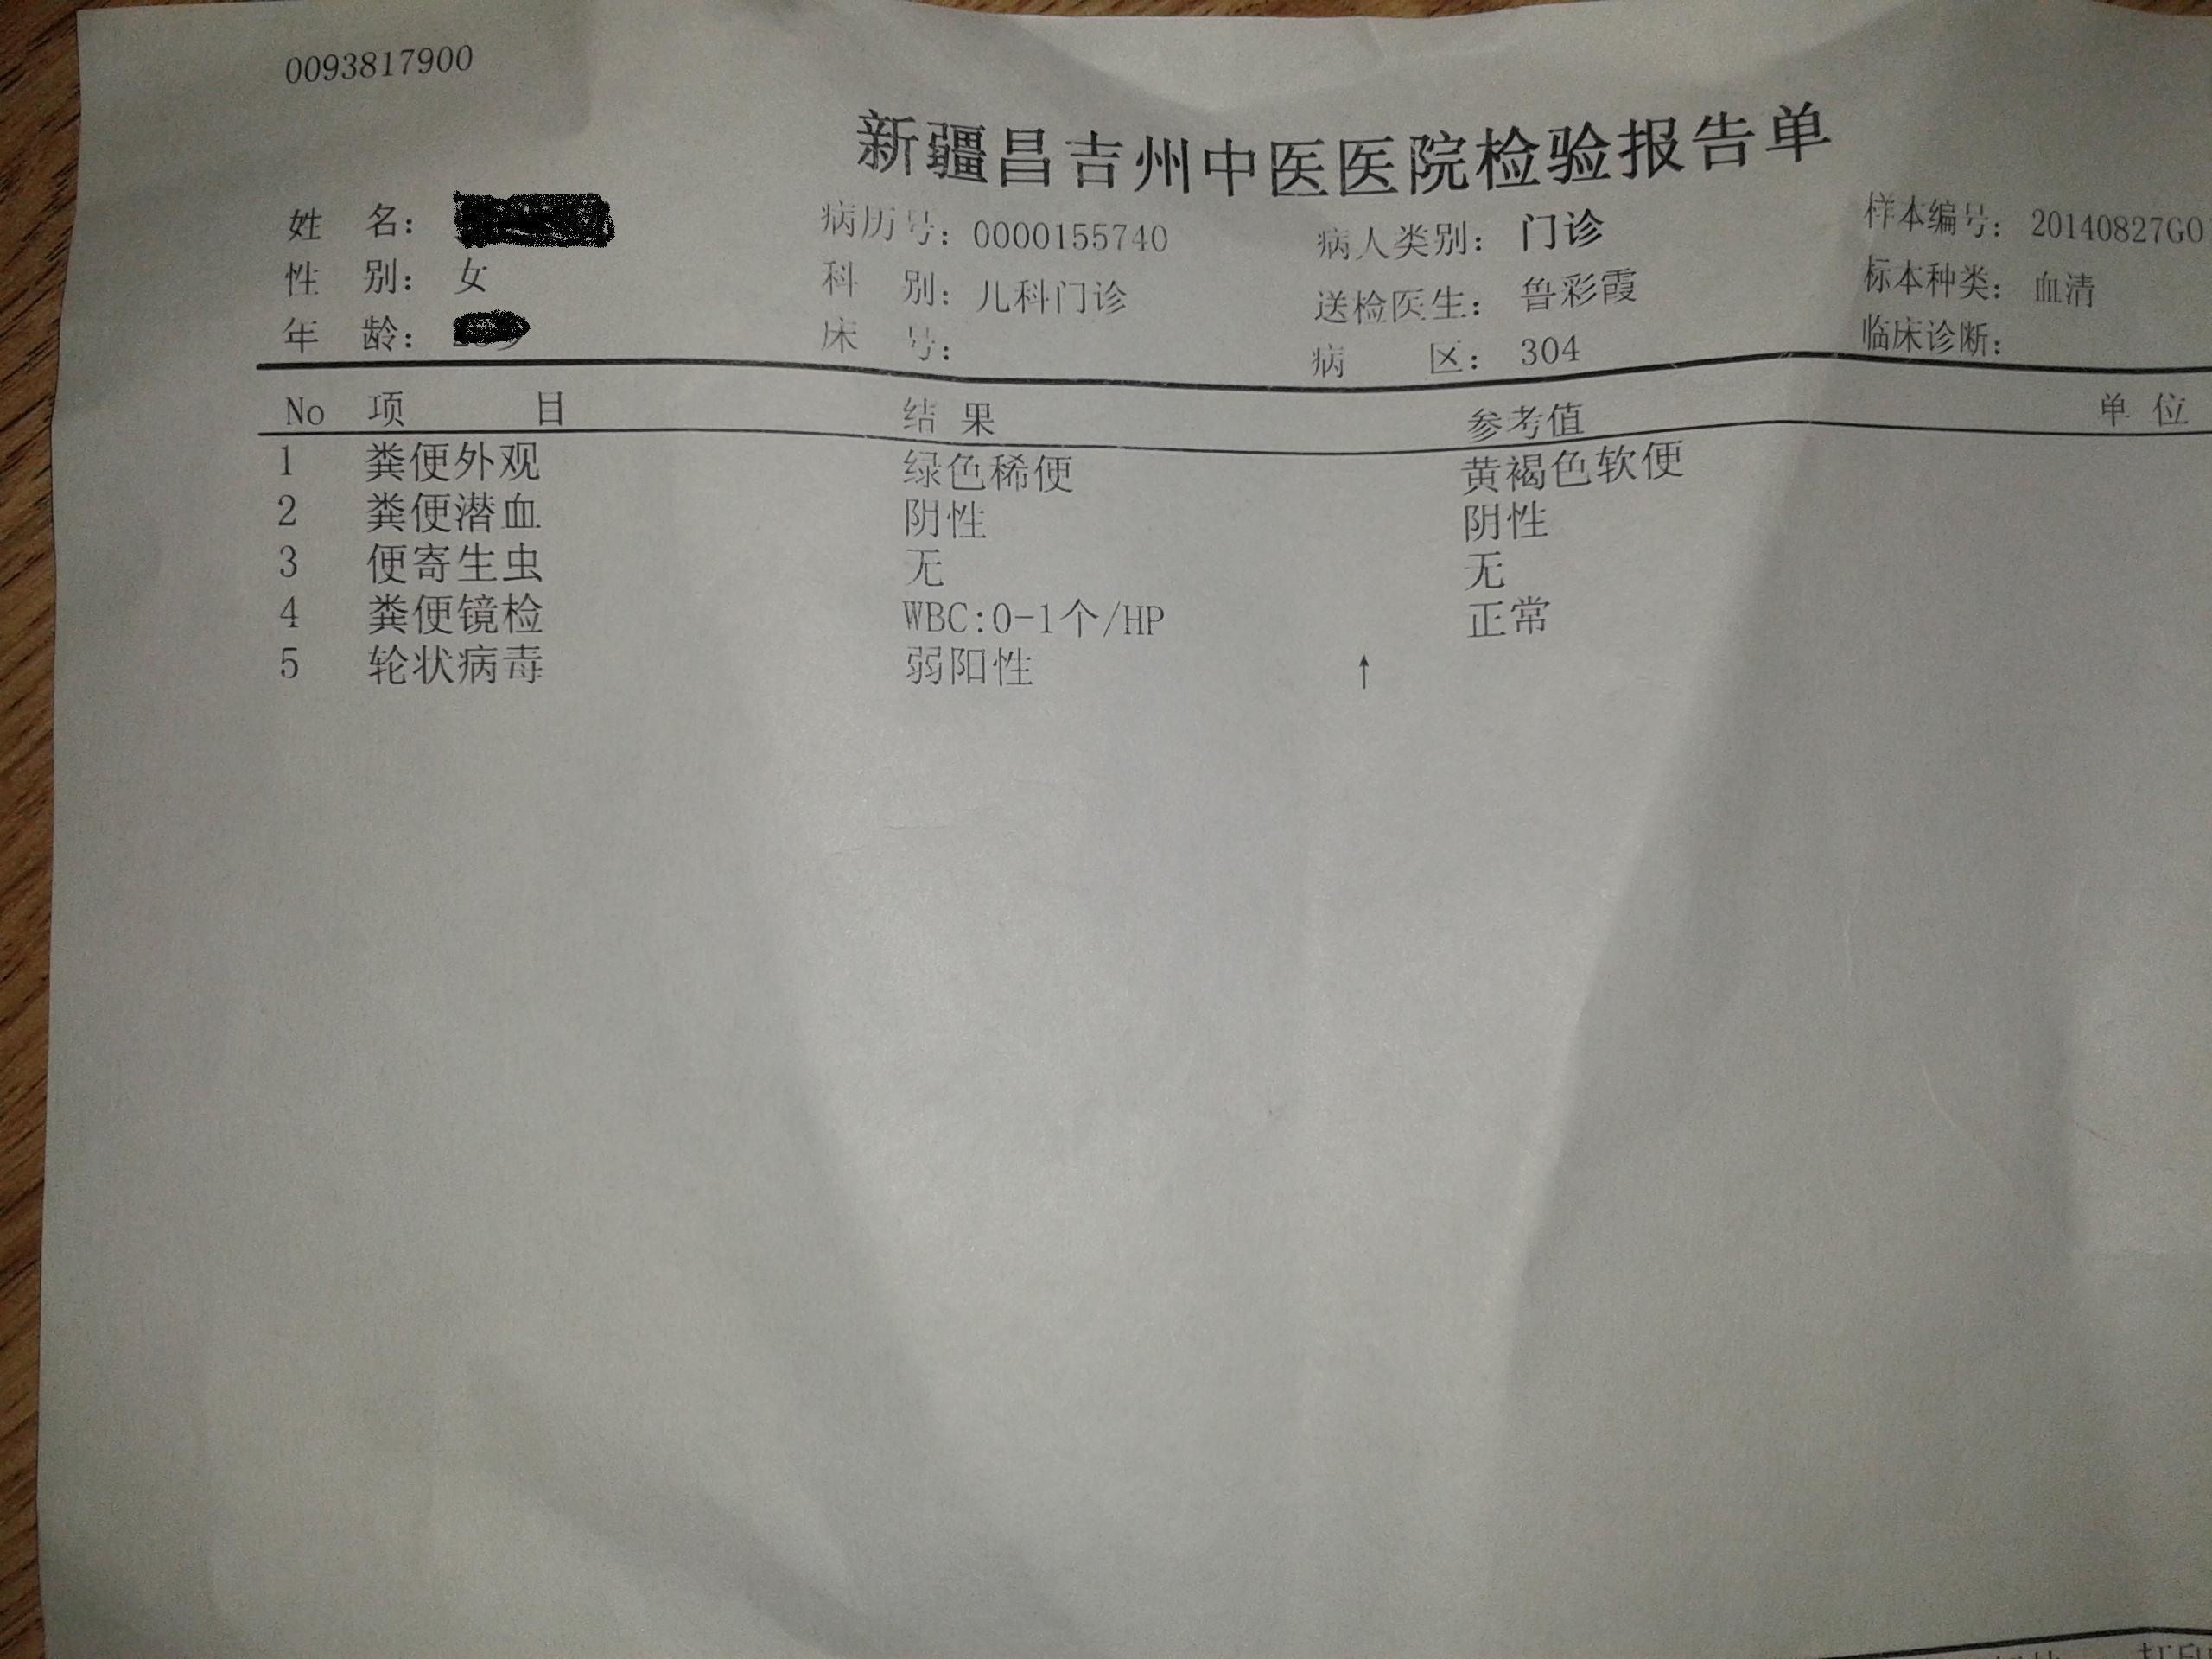 0093817900
新疆昌吉州中医医院检验报告单
姓 名： 病历号：0000155740 病人类别：门诊 样本编号：20140827G0
性 别：女 科 别：儿科门诊 送检医生：鲁彩霞 标本种类：血清
年 龄： 床 号： 病 区：304 临床诊断：
No 项 目 结 果 参考值 单 位
1 粪便外观 绿色稀便 黄褐色软便
2 粪便潜血 阴性 阴性
3 便寄生虫 无 无
4 粪便镜检 WBC:0-1个/HP 正常
5 轮状病毒 弱阳性 ↑